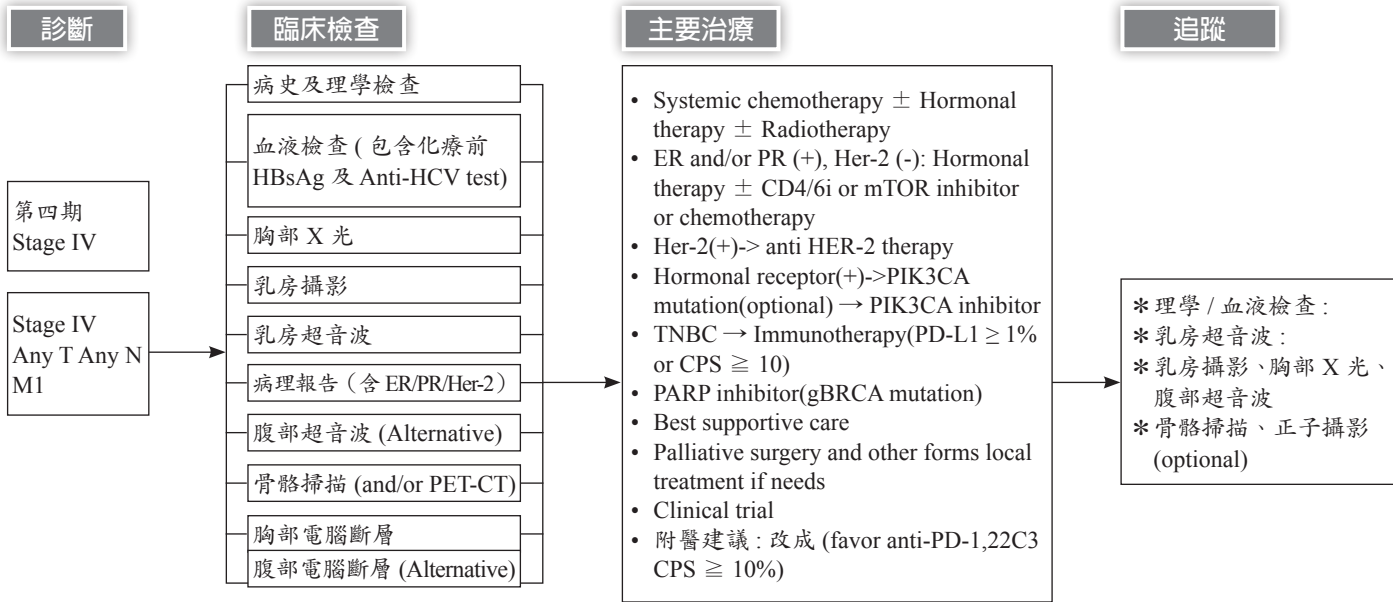 診斷
臨床檢查
主要治療
追蹤
第四期
Stage IV
Stage IV
Any T Any N
M1
病史及理學檢查
血液檢查 ( 包含化療前
HBsAg 及 Anti-HCV test)
胸部 X 光
乳房攝影
乳房超音波
病理報告（含 ER/PR/Her-2）
腹部超音波 (Alternative)
骨骼掃描 (and/or PET-CT)
胸部電腦斷層
腹部電腦斷層 (Alternative)
• Systemic chemotherapy ± Hormonal
therapy ± Radiotherapy
• ER and/or PR (+), Her-2 (-): Hormonal
therapy ± CD4/6i or mTOR inhibitor
or chemotherapy
• Her-2(+)-> anti HER-2 therapy
• Hormonal receptor(+)->PIK3CA
mutation(optional) → PIK3CA inhibitor
• TNBC → Immunotherapy(PD-L1 ≥ 1%
or CPS ≧ 10)
• PARP inhibitor(gBRCA mutation)
• Best supportive care
• Palliative surgery and other forms local
treatment if needs
• Clinical trial
• 附醫建議 : 改成 (favor anti-PD-1,22C3
CPS ≧ 10%)
＊理學 / 血液檢查 :
＊乳房超音波 :
＊乳房攝影、胸部 X 光、
腹部超音波
＊骨骼掃描、正子攝影
(optional)